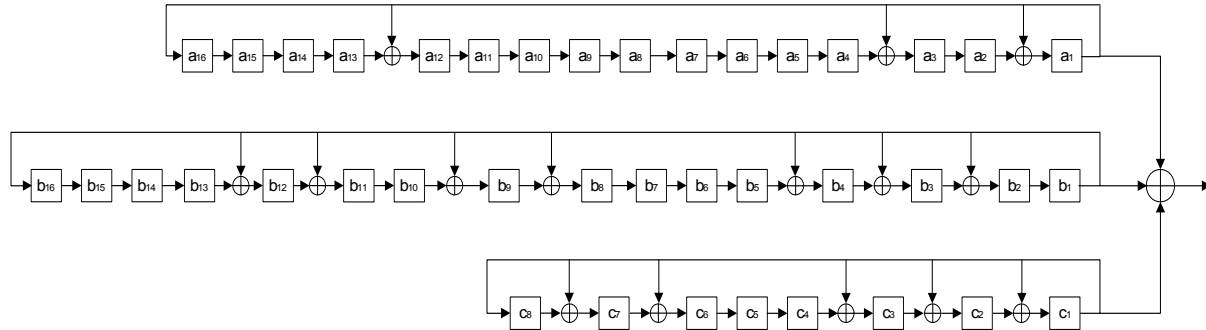 a16 a15 a14 a13 a12 a11 a10 a9 a8 a7 a6 a5 a4 a3 a2 a1
b16 b15 b14 b13 b12 b11 b10 b9 b8 b7 b6 b5 b4 b3 b2 b1
c8 c7 c6 c5 c4 c3 c2 c1